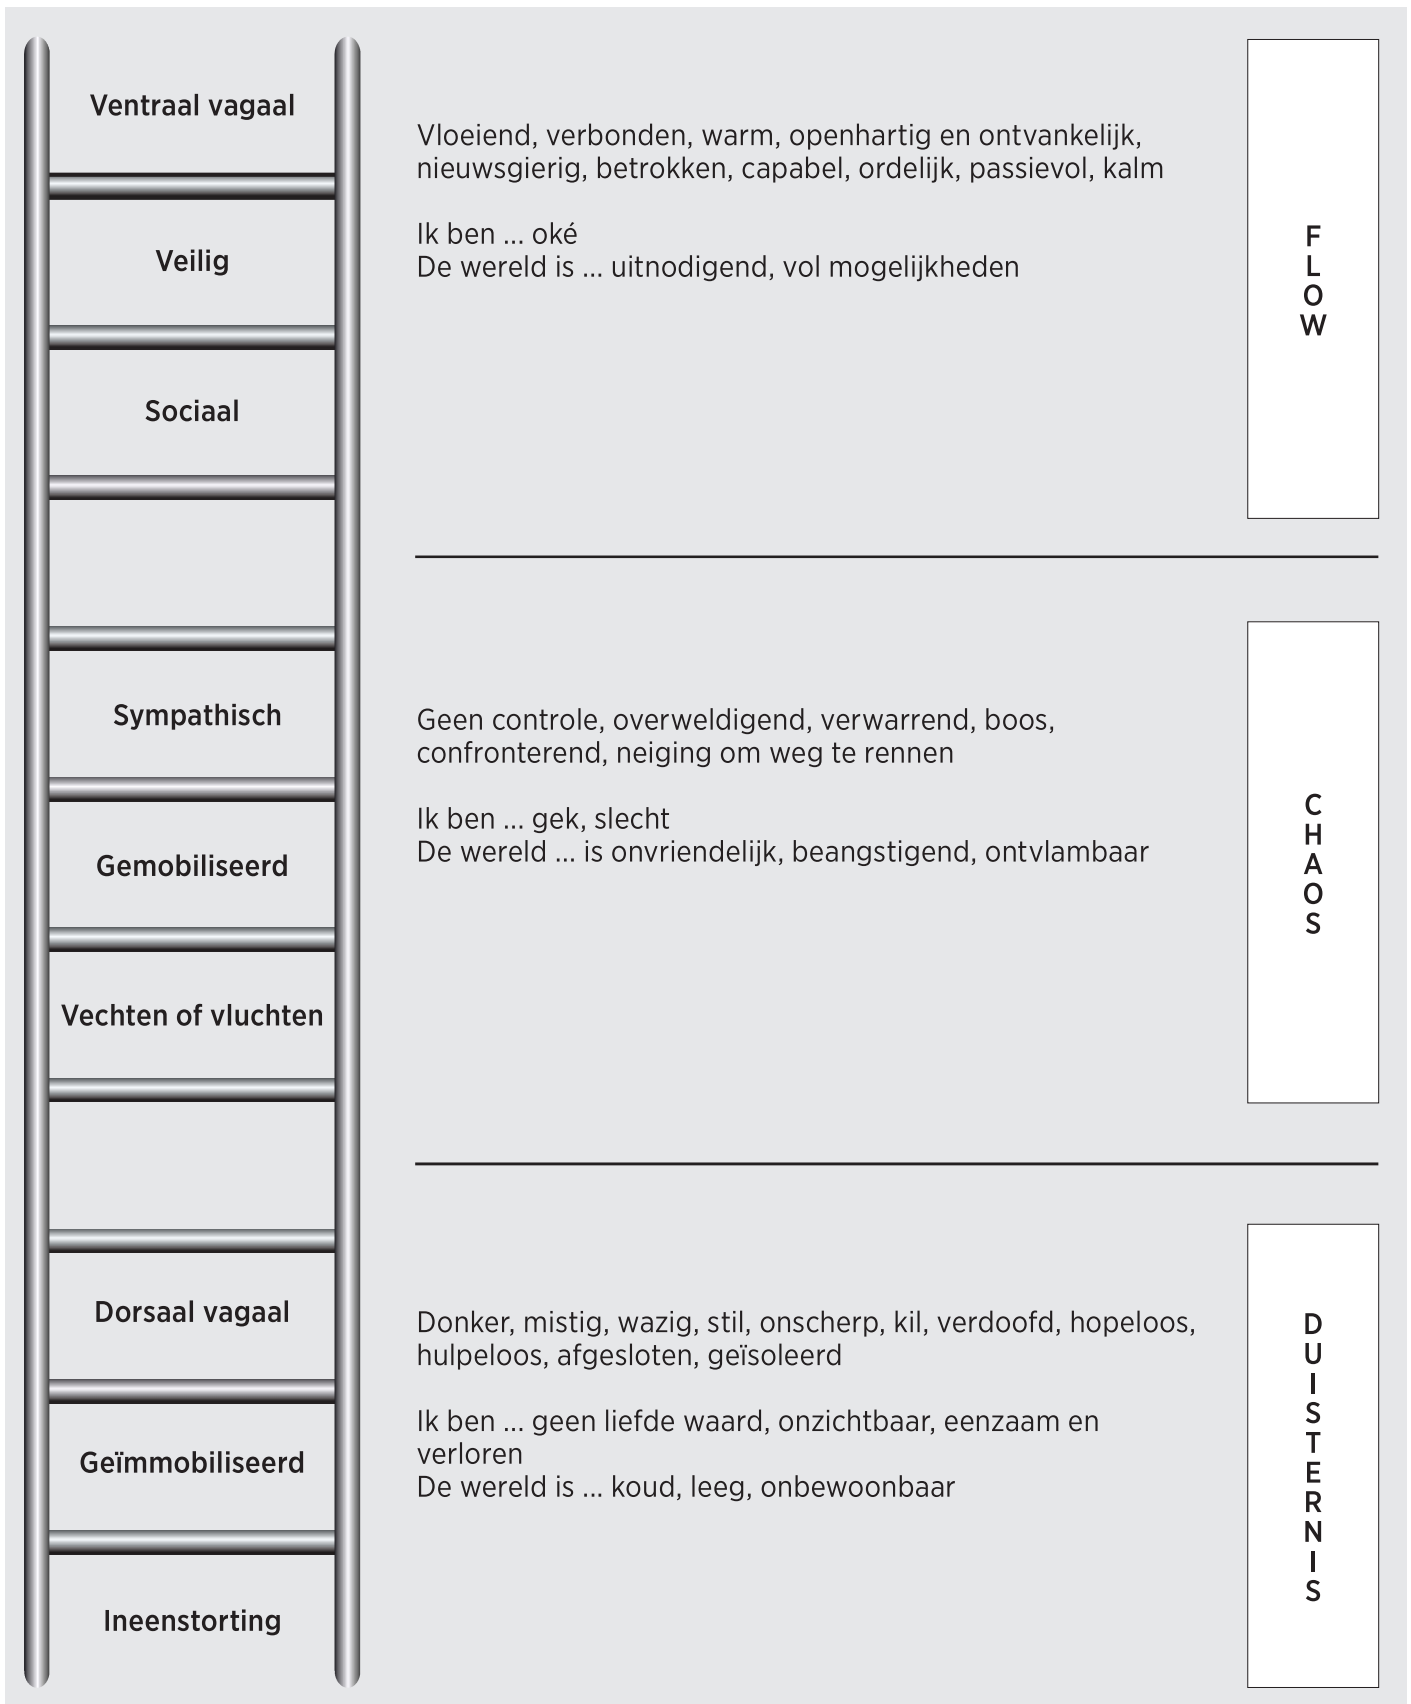 Ventraal vagaal
Veilig
Sociaal
Vloeiend, verbonden, warm, openhartig en ontvankelijk,
nieuwsgierig, betrokken, capabel, ordelijk, passievol, kalm
Ik ben ... oké
De wereld is ... uitnodigend, vol mogelijkheden
FLOW
Sympathisch
Gemobiliseerd
Vechten of vluchten
Geen controle, overweldigend, verwarrend, boos,
confronterend, neiging om weg te rennen
Ik ben ... gek, slecht
De wereld ... is onvriendelijk, beangstigend, ontvlambaar
CHAOS
Dorsaal vagaal
Geïmmobiliseerd
Ineenstorting
Donker, mistig, wazig, stil, onscherp, kil, verdoofd, hopeloos,
hulpeloos, afgesloten, geïsoleerd
Ik ben ... geen liefde waard, onzichtbaar, eenzaam en
verloren
De wereld is ... koud, leeg, onbewoonbaar
DUISTERNIS